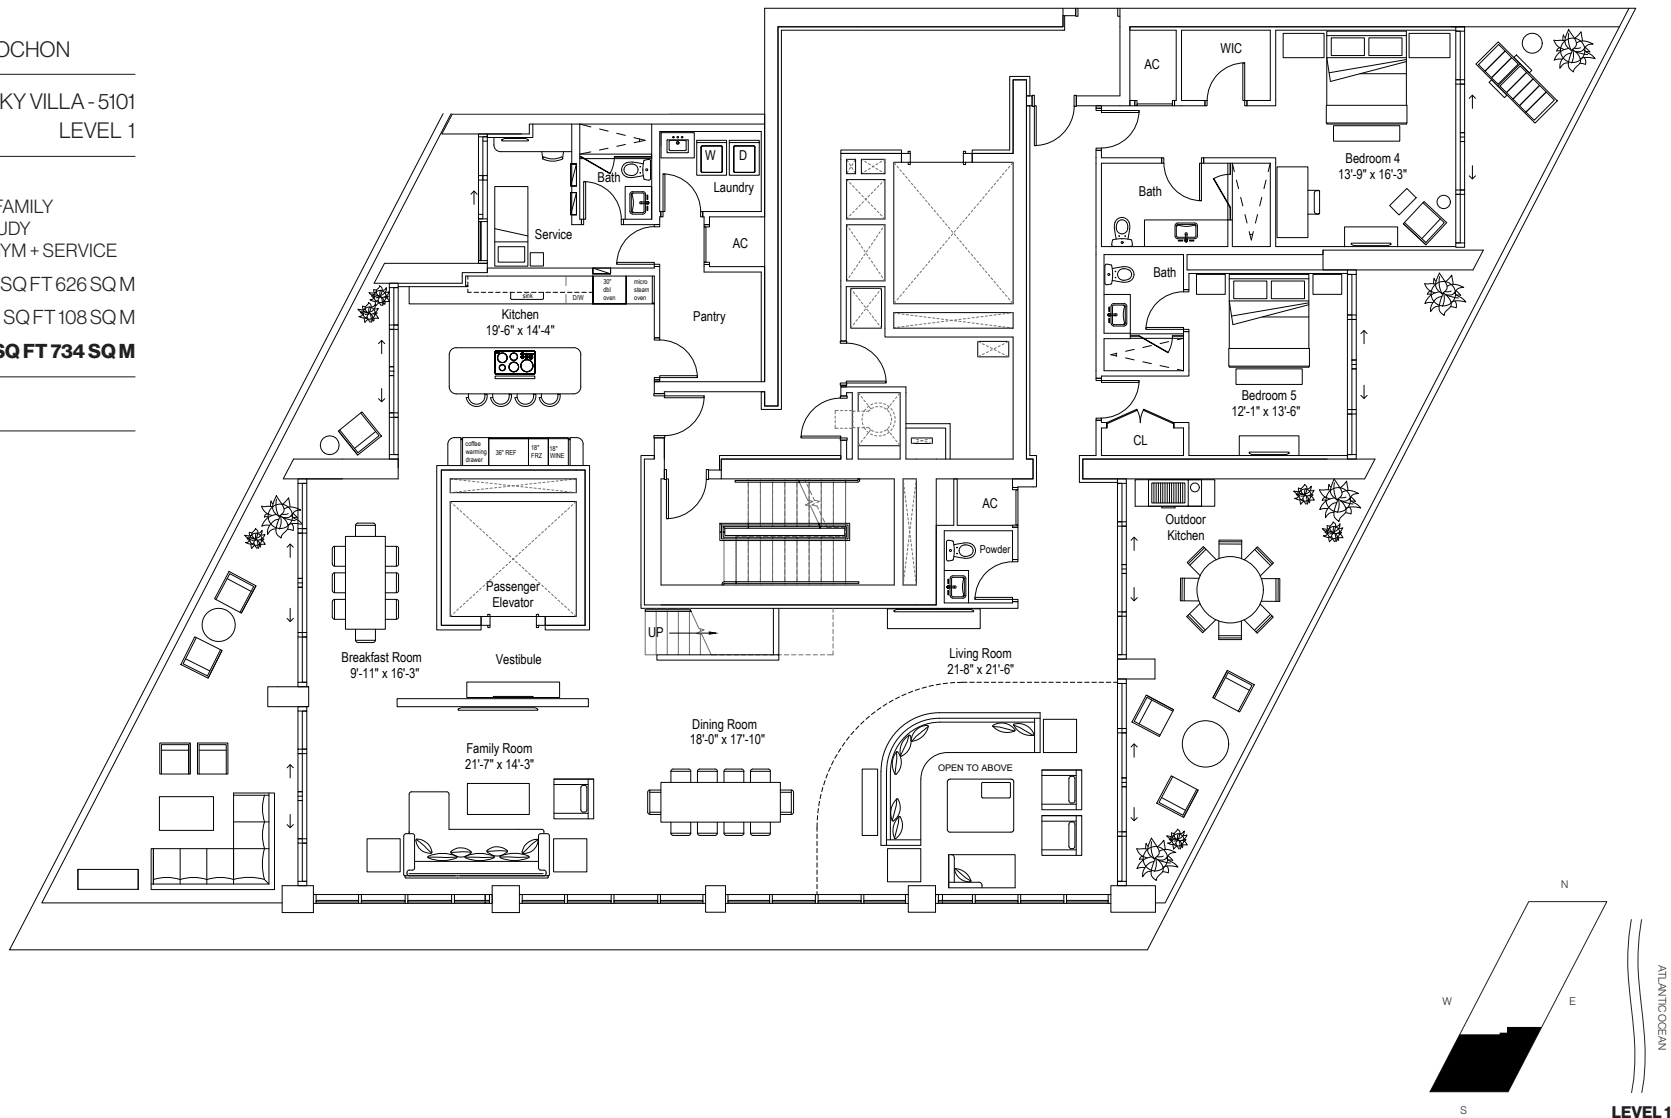 OCHON
KY VILLA - 5101
LEVEL 1
FAMILY
UDY
GYM + SERVICE
SQ FT 626 SQ M
SQ FT 108 SQ M
SQ FT 734 SQ M
AC
WIC
Bedroom 4
13'-9" x 16'-3"
Bath
W
D
Laundry
Bath
Service
AC
Bath
sink
D/W
30"
dbl
oven
micro
steam
oven
Kitchen
19'-6" x 14'-4"
Pantry
Bedroom 5
12'-1" x 13'-6"
CL
coffee
warming
drawer
36" REF
18"
FRZ
18"
WINE
AC
Outdoor
Kitchen
Powder
Passenger
Elevator
UP
Breakfast Room
9'-11" x 16'-3"
Vestibule
Living Room
21'-8" x 21'-6"
Dining Room
18'-0" x 17'-10"
Family Room
21'-7" x 14'-3"
OPEN TO ABOVE
N
W
E
S
ATLANTIC OCEAN
LEVEL 1